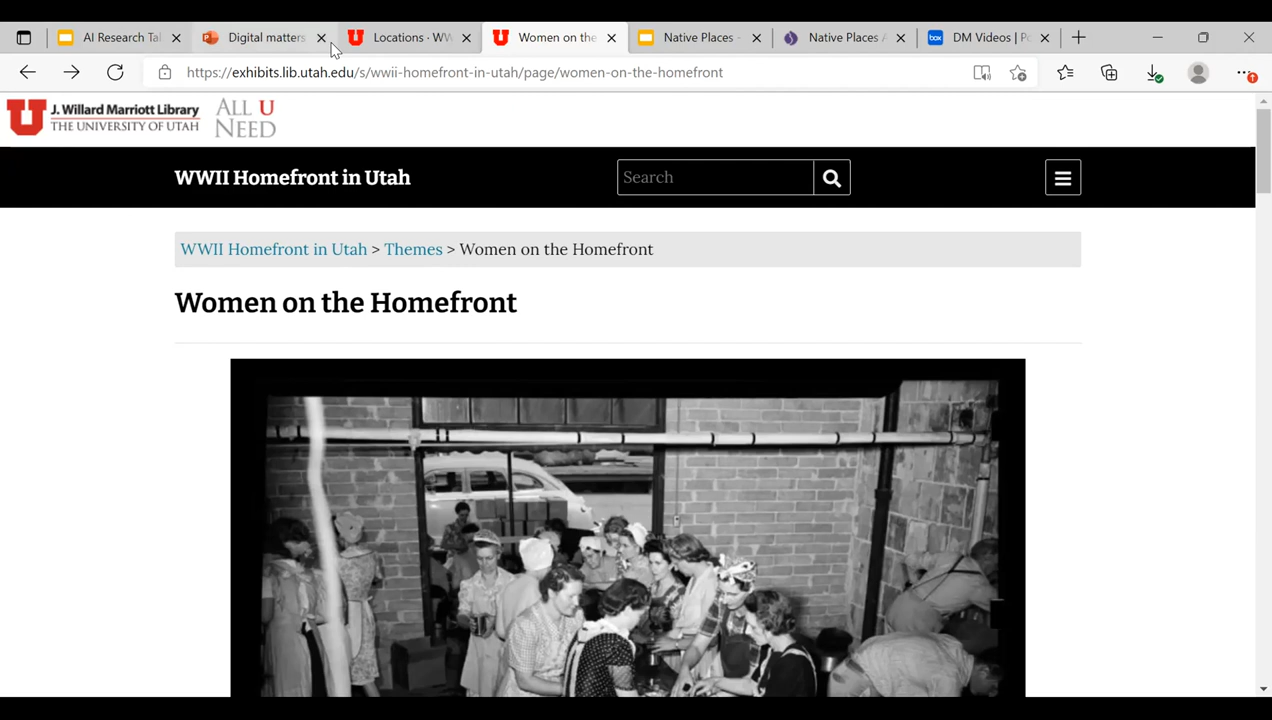 AI Research Tal
Digital matters
Locations · WW
Women on the
Native Places -
Native Places A
DM Videos | Po
https://exhibits.lib.utah.edu/s/wwii-homefront-in-utah/page/women-on-the-homefront
J. Willard Marriott Library
THE UNIVERSITY OF UTAH
ALL U
NEED
WWII Homefront in Utah
Search
WWII Homefront in Utah > Themes > Women on the Homefront
Women on the Homefront